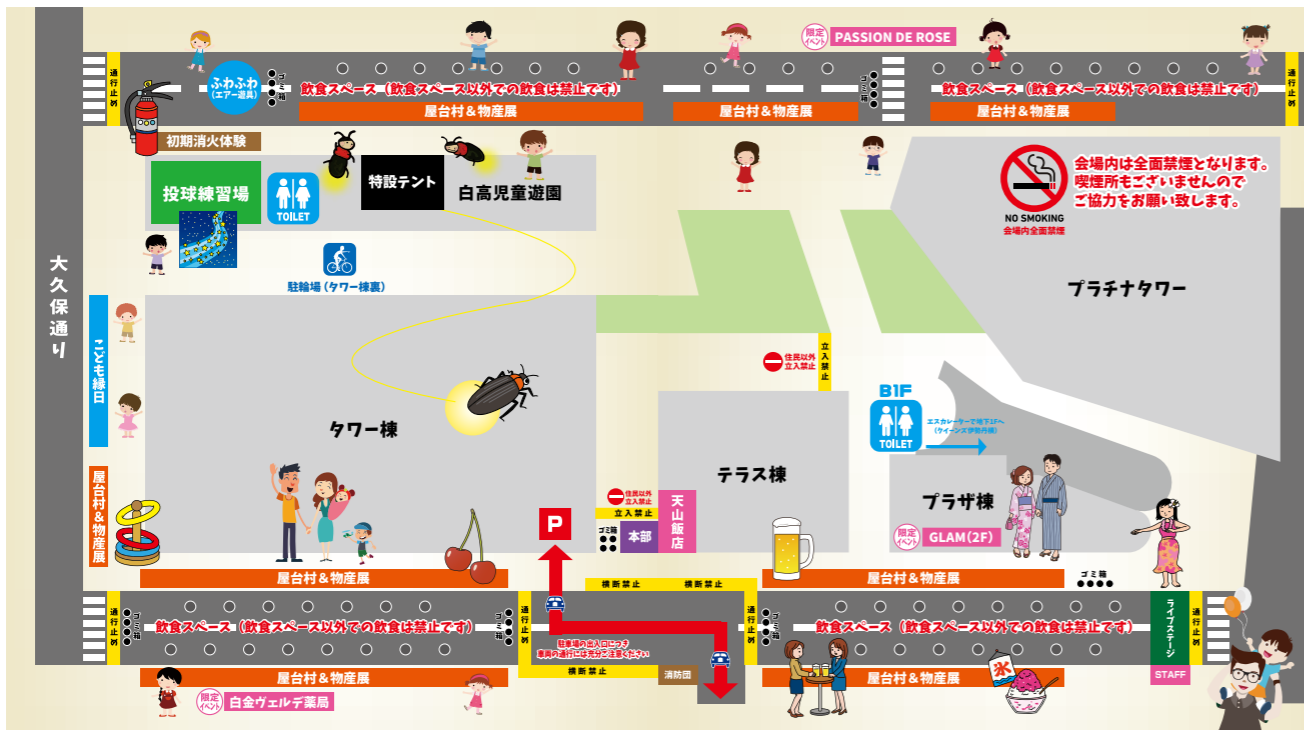 限定
イベント
PASSION DE ROSE
通行止め
ふわふわ
(エアー遊具)
ゴミ箱
飲食スペース（飲食スペース以外での飲食は禁止です）
ゴミ箱
飲食スペース（飲食スペース以外での飲食は禁止です）
通行止め
屋台村＆物産展
屋台村＆物産展
屋台村＆物産展
初期消火体験
投球練習場
TOILET
特設テント
白高児童遊園
会場内は全面禁煙となります。
喫煙所もございませんので
ご協力をお願い致します。
NO SMOKING
会場内全面禁煙
駐輪場（タワー棟裏）
大久保通り
プラチナタワー
こども縁日
住民以外
立入禁止
立入禁止
B1F
TOILET
エスカレーターで地下1Fへ
（クイーンズ伊勢丹横）
タワー棟
テラス棟
プラザ棟
屋台村＆物産展
住民以外
立入禁止
立入禁止
P
ゴミ箱
本部
天山飯店
限定
イベント
GLAM(2F)
屋台村＆物産展
横断禁止
横断禁止
屋台村＆物産展
ゴミ箱
通行止め
ゴミ箱
飲食スペース（飲食スペース以外での飲食は禁止です）
ゴミ箱
通行止め
駐車場の出入口につき
車両の通行には充分ご注意ください
通行止め
ゴミ箱
飲食スペース（飲食スペース以外での飲食は禁止です）
ライブステージ
通行止め
屋台村＆物産展
横断禁止
消防団
屋台村＆物産展
氷
STAFF
限定
イベント
白金ヴェルデ薬局